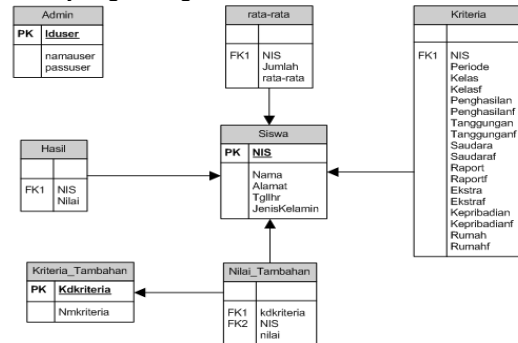 Admin
PK Iduser
namauser
passuser
rata-rata
FK1 NIS
Jumlah
rata-rata
Kriteria
FK1 NIS
Periode
Kelas
Kelasf
Penghasilan
Penghasilanf
Tanggungan
Tanggunganf
Saudara
Saudaraf
Raport
Raportf
Ekstra
Ekstraf
Kepribadian
Kepribadianf
Rumah
Rumahf
Hasil
FK1 NIS
Nilai
Siswa
PK NIS
Nama
Alamat
Tgllhr
JenisKelamin
Kriteria_Tambahan
PK Kdkriteria
Nmkriteria
Nilai_Tambahan
FK1 kdkriteria
FK2 NIS
nilai